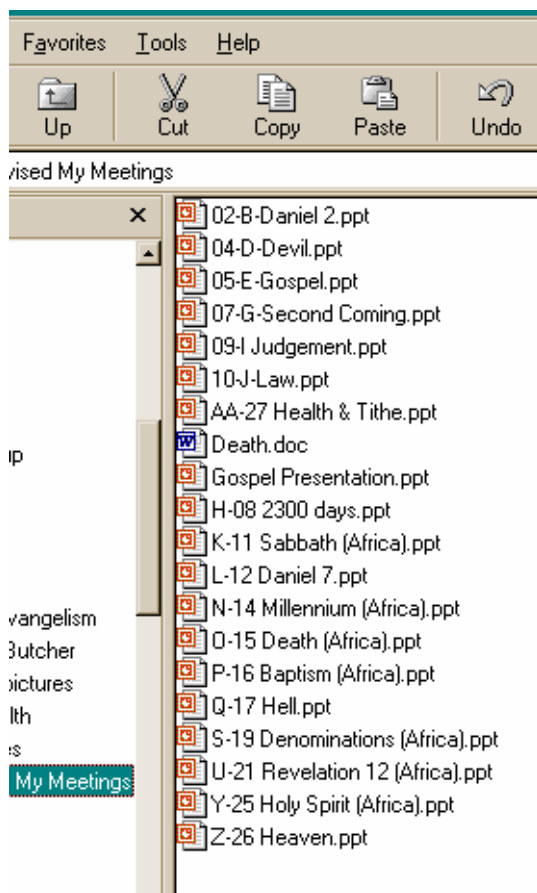 Favorites Tools Help
Up Cut Copy Paste Undo
vised My Meetings
02-B-Daniel 2.ppt
04-D-Devil.ppt
05-E-Gospel.ppt
07-G-Second Coming.ppt
09-I Judgement.ppt
10-J-Law.ppt
AA-27 Health & Tithe.ppt
Death.doc
Gospel Presentation.ppt
H-08 2300 days.ppt
K-11 Sabbath (Africa).ppt
L-12 Daniel 7.ppt
N-14 Millennium (Africa).ppt
O-15 Death (Africa).ppt
P-16 Baptism (Africa).ppt
Q-17 Hell.ppt
S-19 Denominations (Africa).ppt
U-21 Revelation 12 (Africa).ppt
Y-25 Holy Spirit (Africa).ppt
Z-26 Heaven.ppt
up
vangelism
Butcher
pictures
lth
es
My Meetings